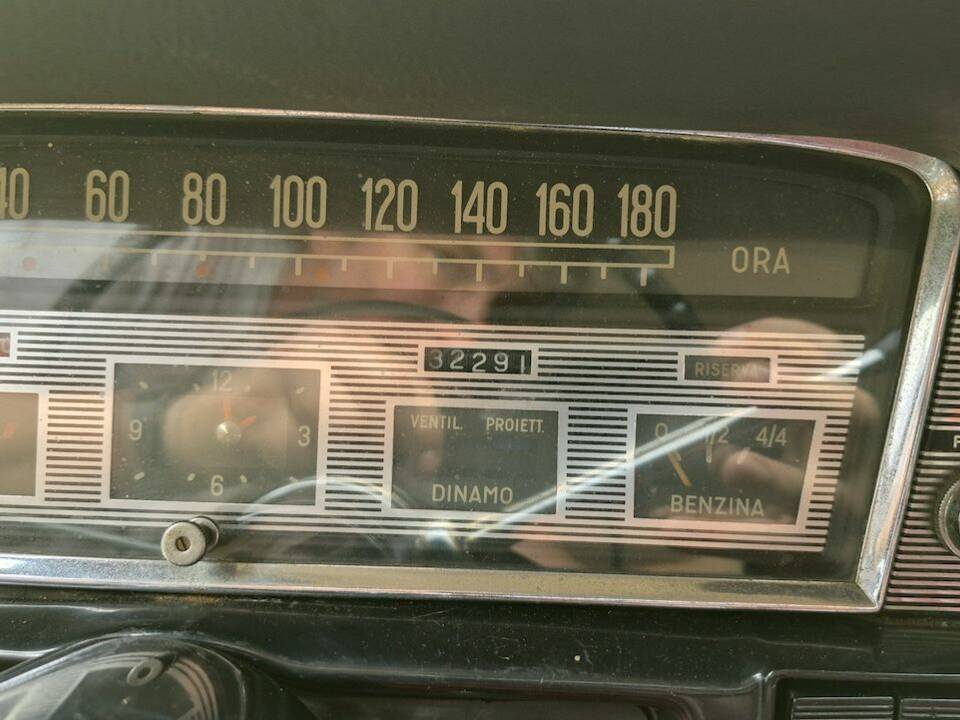 60 80 100 120 140 160 180
ORA
32291
RISERVA
12
9 3
6
VENTIL. PROIETT.
DINAMO
0 1/2 4/4
BENZINA